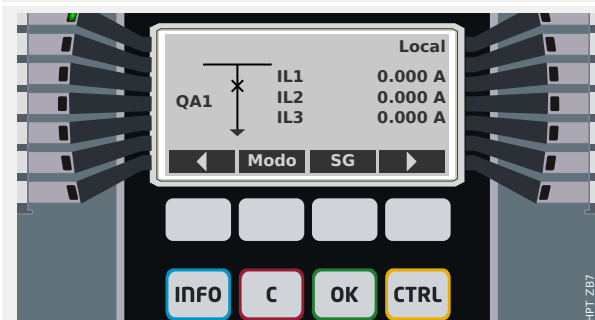 Local
IL1 0.000 A
QA1
IL2 0.000 A
IL3 0.000 A
Modo SG
INFO C OK CTRL
HPT ZB7